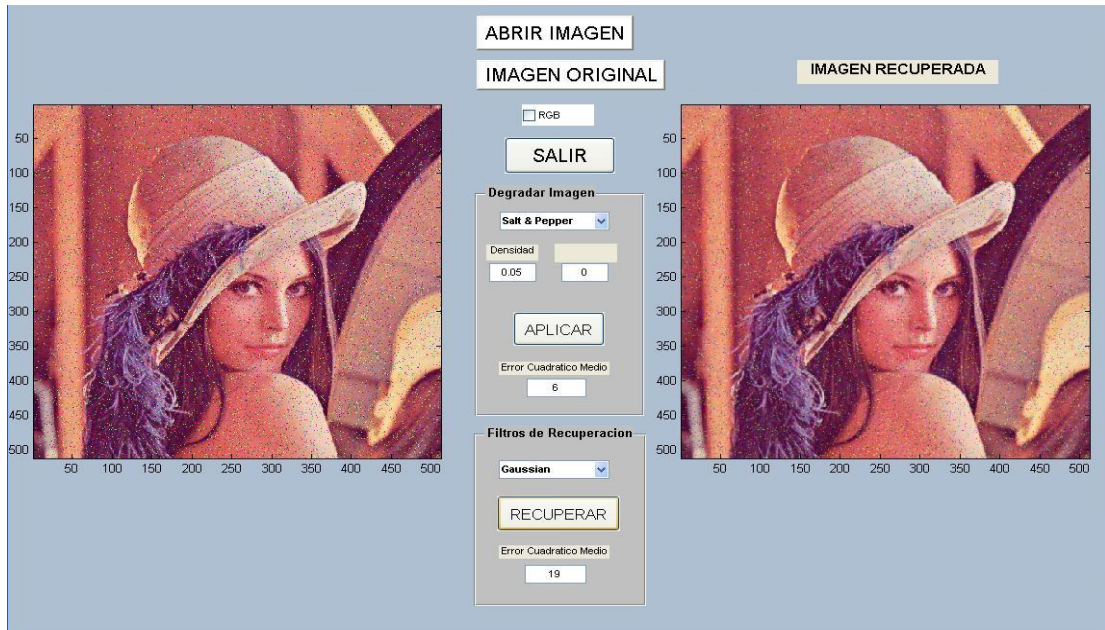 ABRIR IMAGEN
IMAGEN ORIGINAL
IMAGEN RECUPERADA
RGB
SALIR
50
100
150
200
250
300
350
400
450
500
50 100 150 200 250 300 350 400 450 500
Degradar Imagen
Salt & Pepper
Densidad
0.05 0
APLICAR
Error Cuadratico Medio
6
Filtros de Recuperacion
Gaussian
RECUPERAR
Error Cuadratico Medio
19
50
100
150
200
250
300
350
400
450
500
50 100 150 200 250 300 350 400 450 500